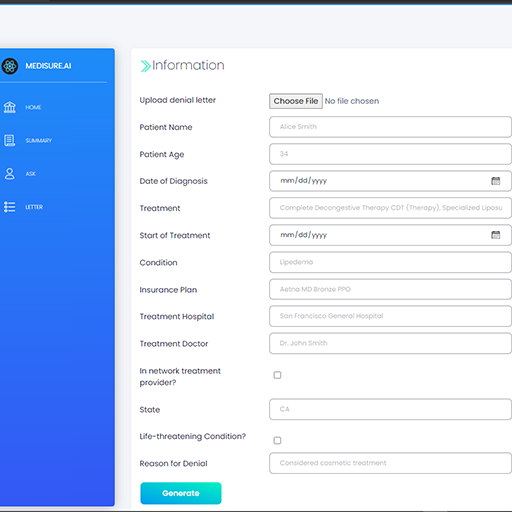 MEDISURE.AI
HOME
SUMMARY
ASK
LETTER
Information
Upload denial letter Choose File No file chosen
Patient Name Alice Smith
Patient Age 34
Date of Diagnosis mm/dd/yyyy
Treatment Complete Decongestive Therapy CDT (Therapy), Specialized Liposu
Start of Treatment mm/dd/yyyy
Condition Lipedema
Insurance Plan Aetna MD Bronze PPO
Treatment Hospital San Francisco General Hospital
Treatment Doctor Dr. John Smith
In network treatment
provider?
State CA
Life-threatening Condition?
Reason for Denial Considered cosmetic treatment
Generate